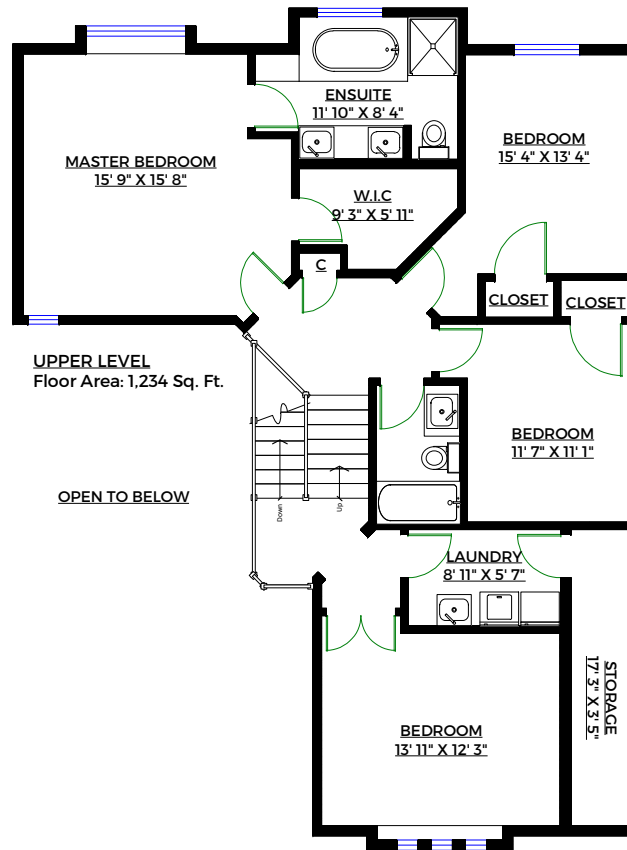 ENSUITE
11' 10" X 8' 4"
BEDROOM
15' 4" X 13' 4"
MASTER BEDROOM
15' 9" X 15' 8"
W.I.C
9' 3" X 5' 11"
C
CLOSET
CLOSET
UPPER LEVEL
Floor Area: 1,234 Sq. Ft.
BEDROOM
11' 7" X 11' 1"
OPEN TO BELOW
Down
Up
LAUNDRY
8' 11" X 5' 7"
STORAGE
17' 3" X 3' 5"
BEDROOM
13' 11" X 12' 3"